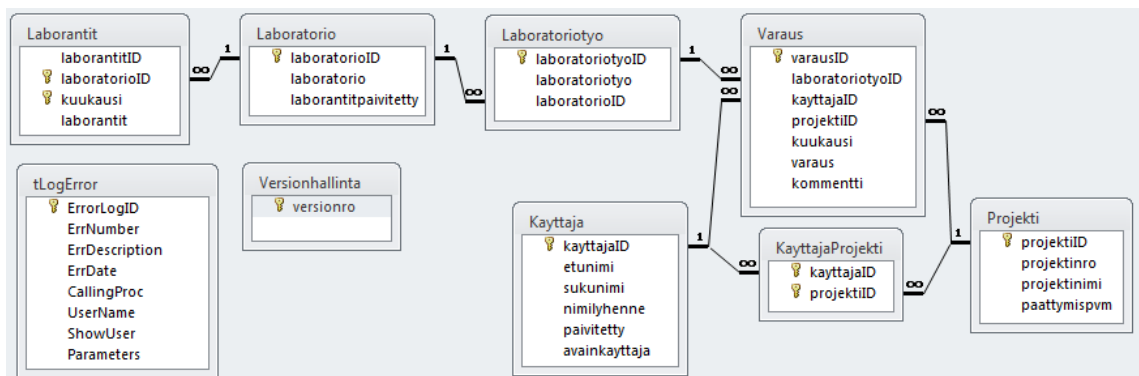 Laborantit
laborantitID
laboratorioID
kuukausi
laborantit
1
∞
Laboratorio
laboratorioID
laboratorio
laborantitpaivitetty
1
∞
Laboratoriotyo
laboratoriotyoID
laboratoriotyo
laboratorioID
1
∞
∞
Varaus
varausID
laboratoriotyoID
kayttajaID
projektiID
kuukausi
varaus
kommentti
∞
tLogError
ErrorLogID
ErrNumber
ErrDescription
ErrDate
CallingProc
UserName
ShowUser
Parameters
Versionhallinta
versionro
Kayttaja
kayttajaID
etunimi
sukunimi
nimilyhenne
paivitetty
avainkayttaja
1
∞
KayttajaProjekti
kayttajaID
projektiID
∞
1
Projekti
projektiID
projektinro
projektinimi
paattymispvm